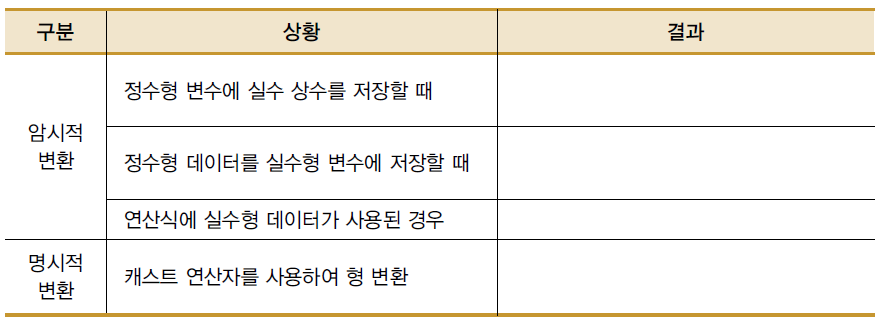 구분 상황 결과
정수형 변수에 실수 상수를 저장할 때
암시적
변환
정수형 데이터를 실수형 변수에 저장할 때
연산식에 실수형 데이터가 사용된 경우
명시적
변환
캐스트 연산자를 사용하여 형 변환